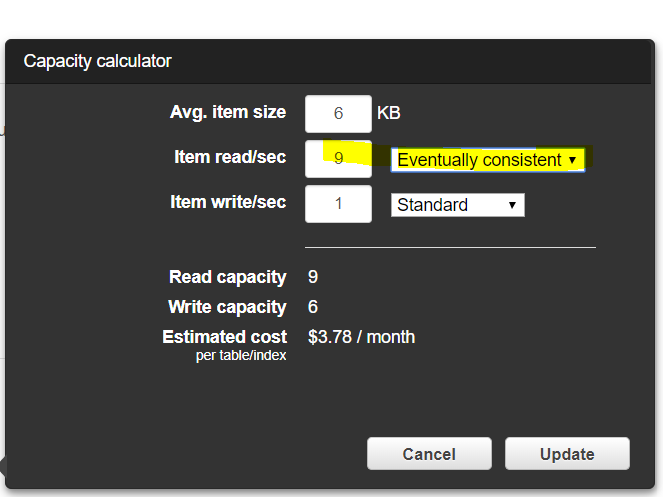 Capacity calculator
Avg. item size 6 KB
Item read/sec 9 Eventually consistent
Item write/sec 1 Standard
Read capacity 9
Write capacity 6
Estimated cost $3.78 / month
per table/index
Cancel Update